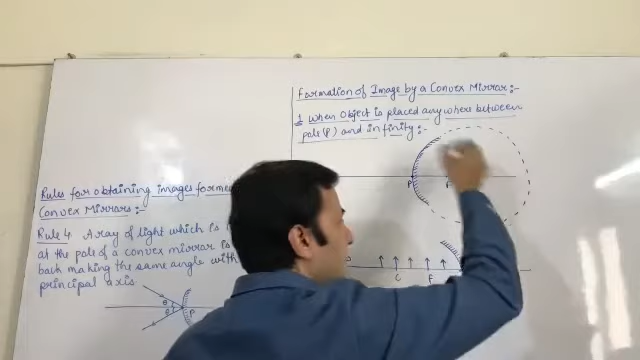 Formation of Image by a Convex Mirror:-
1 When Object is placed any where between
pole (P) and infinity:-
P
Rules for obtaining images formed
Convex Mirrors:-
Rule 4 A ray of light which is
at the pole of a convex mirror is
back making the same angle with
principal axis.
C F
θ
θ P